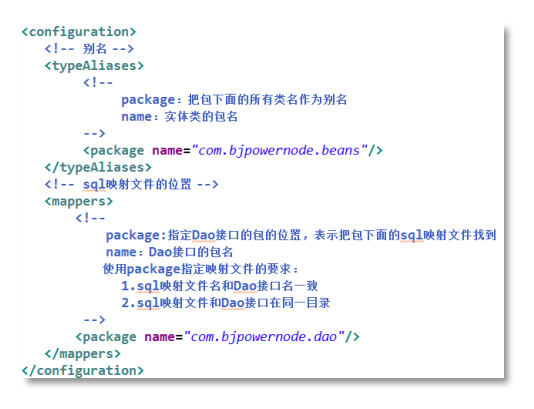 <configuration>
<!-- 别名 -->
<typeAliases>
<!--
package：把包下面的所有类名作为别名
name：实体类的包名
-->
<package name="com.bjpowernode.beans"/>
</typeAliases>
<!-- sql映射文件的位置 -->
<mappers>
<!--
package:指定Dao接口的包的位置，表示把包下面的sql映射文件找到
name：Dao接口的包名
使用package指定映射文件的要求：
1.sql映射文件名和Dao接口名一致
2.sql映射文件和Dao接口在同一目录
-->
<package name="com.bjpowernode.dao"/>
</mappers>
</configuration>